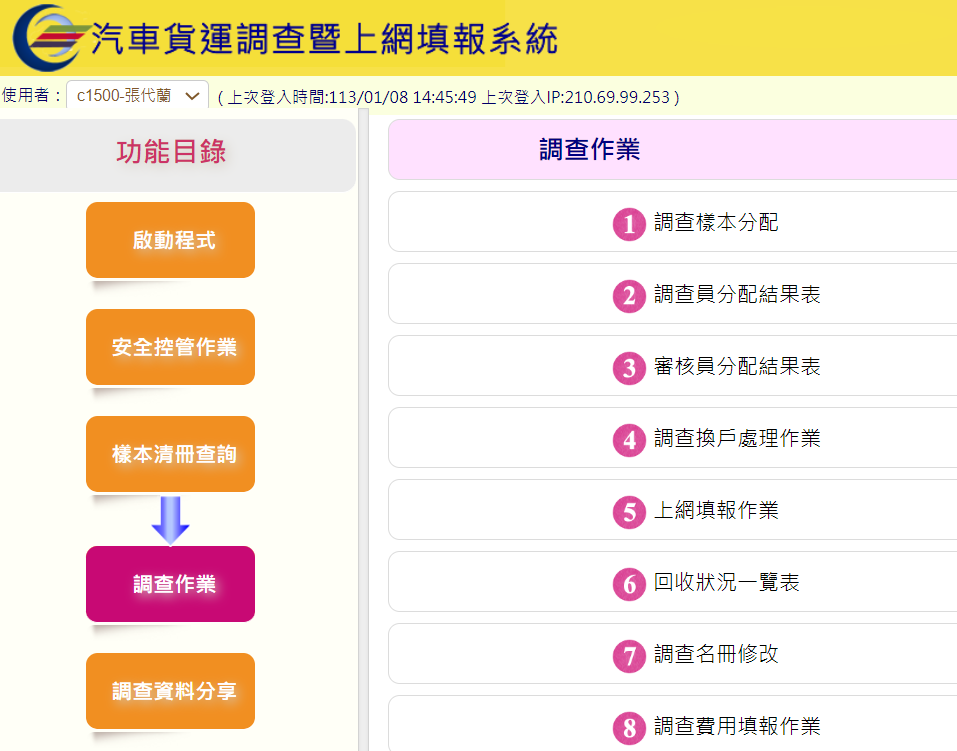 汽車貨運調查暨上網填報系統
使用者： c1500-張代蘭 ( 上次登入時間:113/01/08 14:45:49 上次登入IP:210.69.99.253 )
功能目錄
啟動程式
安全控管作業
樣本清冊查詢
調查作業
調查資料分享
調查作業
1 調查樣本分配
2 調查員分配結果表
3 審核員分配結果表
4 調查換戶處理作業
5 上網填報作業
6 回收狀況一覽表
7 調查名冊修改
8 調查費用填報作業